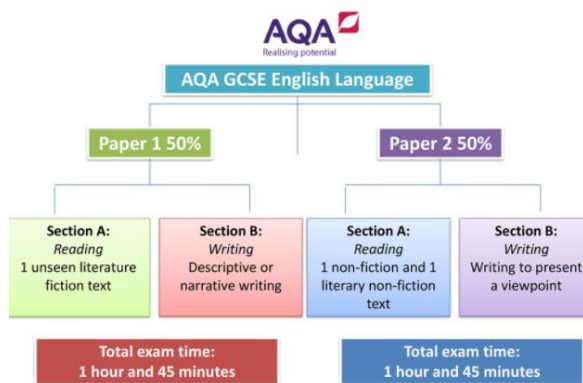 AQA
Realising potential
AQA GCSE English Language
Paper 1 50%
Paper 2 50%
Section A:
Reading
1 unseen literature
fiction text
Section B:
Writing
Descriptive or
narrative writing
Section A:
Reading
1 non-fiction and 1
literary non-fiction
text
Section B:
Writing
Writing to present
a viewpoint
Total exam time:
1 hour and 45 minutes
Total exam time:
1 hour and 45 minutes